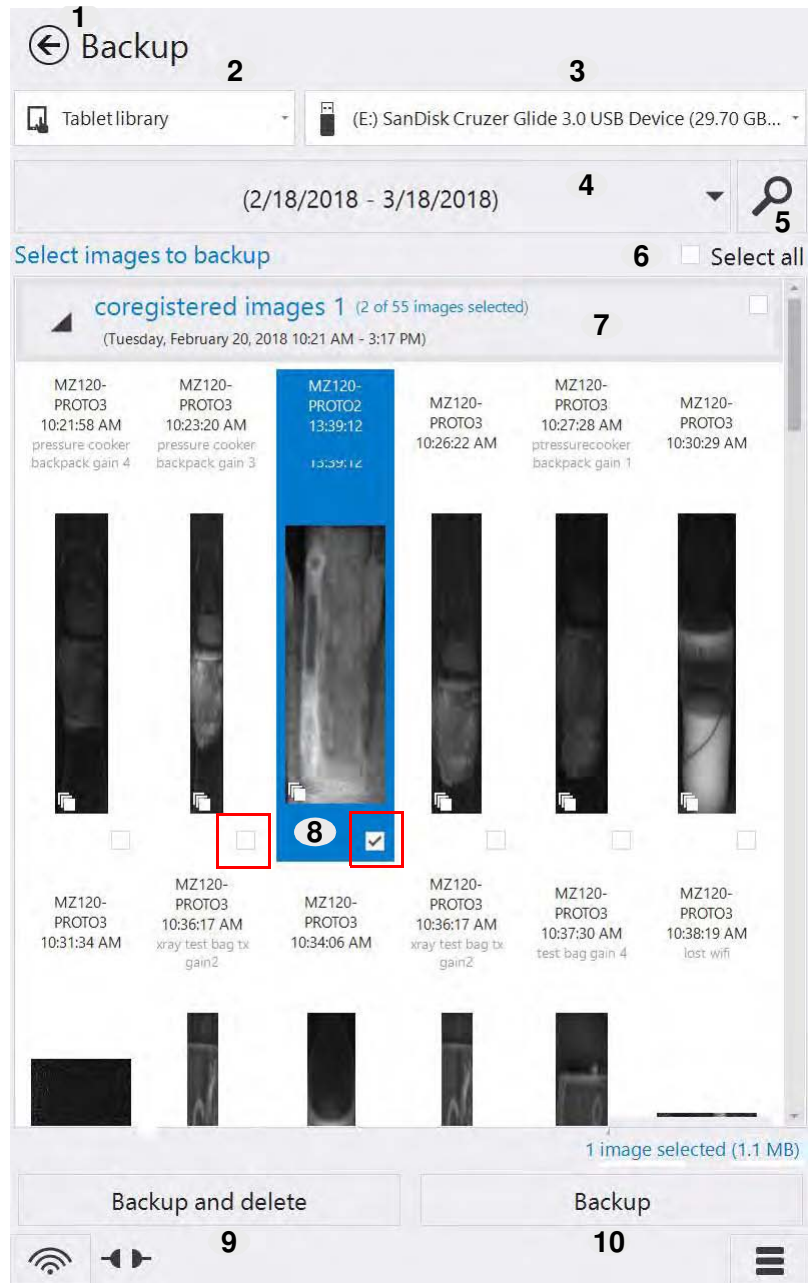 1
Backup
2
3
Tablet library
(E:) SanDisk Cruzer Glide 3.0 USB Device (29.70 GB...
(2/18/2018 - 3/18/2018)
4
5
Select images to backup
6
Select all
coregistered images 1 (2 of 55 images selected)
(Tuesday, February 20, 2018 10:21 AM - 3:17 PM)
7
MZ120-
PROTO3
10:21:58 AM
pressure cooker
backpack gain 4
MZ120-
PROTO3
10:23:20 AM
pressure cooker
backpack gain 3
MZ120-
PROTO2
13:39:12
13:39:12
MZ120-
PROTO3
10:26:22 AM
MZ120-
PROTO3
10:27:28 AM
ptressurecooker
backpack gain 1
MZ120-
PROTO3
10:30:29 AM
8
MZ120-
PROTO3
10:31:34 AM
MZ120-
PROTO3
10:36:17 AM
xray test bag tx
gain2
MZ120-
PROTO3
10:34:06 AM
MZ120-
PROTO3
10:36:17 AM
xray test bag tx
gain2
MZ120-
PROTO3
10:37:30 AM
test bag gain 4
MZ120-
PROTO3
10:38:19 AM
lost wifi
1 image selected (1.1 MB)
Backup and delete
Backup
9
10